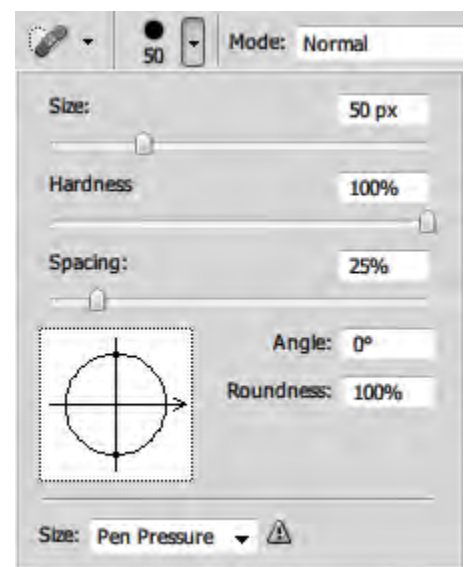 50 Mode: Normal
Size: 50 px
Hardness 100%
Spacing: 25%
Angle: 0°
Roundness: 100%
Size: Pen Pressure